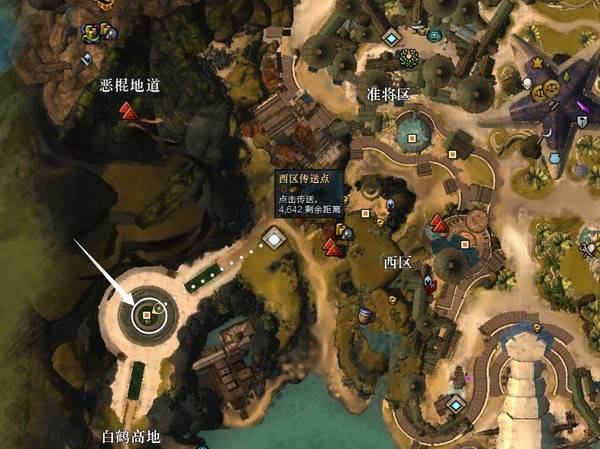 恶棍地道
准将区
西区传送点
0
点击传送。
4,642 剩余距离
西区
白鹤高地